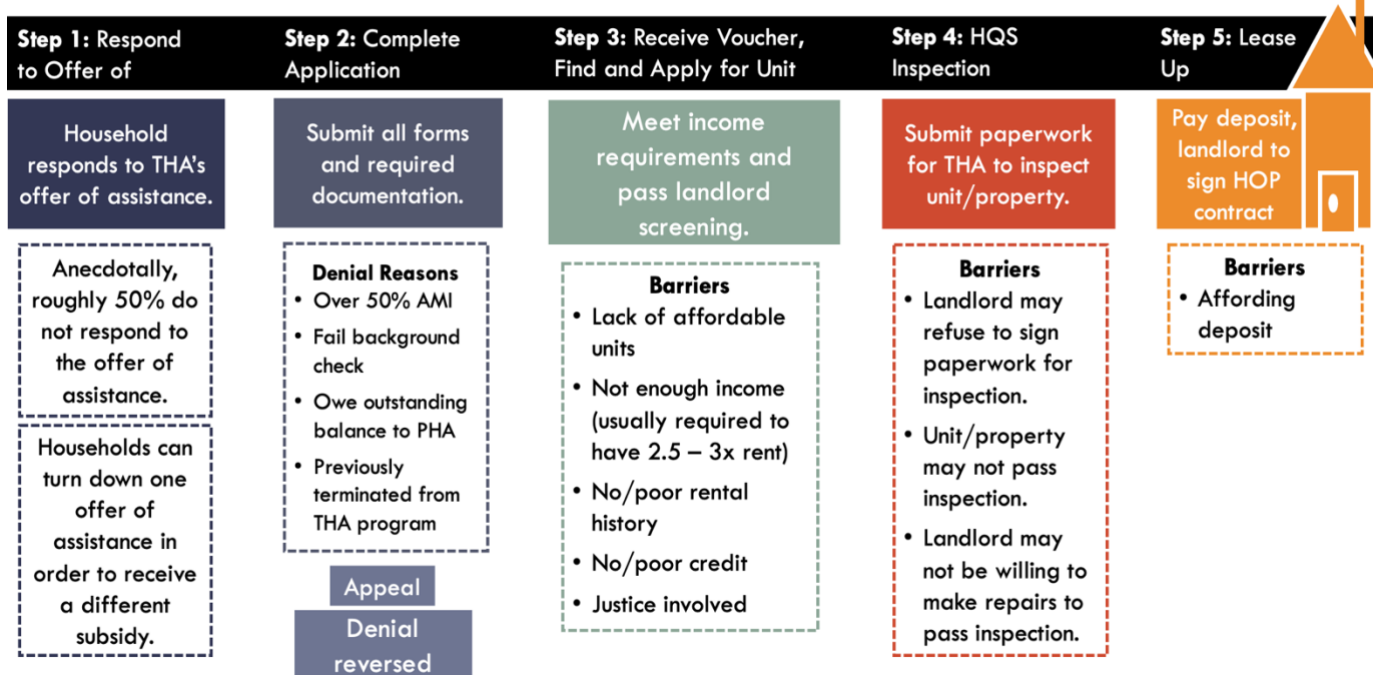 Step 1: Respond
to Offer of
Step 2: Complete
Application
Step 3: Receive Voucher,
Find and Apply for Unit
Step 4: HQS
Inspection
Step 5: Lease
Up
Household
responds to THA's
offer of assistance.
Submit all forms
and required
documentation.
Meet income
requirements and
pass landlord
screening.
Submit paperwork
for THA to inspect
unit/property.
Pay deposit,
landlord to
sign HOP
contract
Anecdotally,
roughly 50% do
not respond to
the offer of
assistance.
Households can
turn down one
offer of
assistance in
order to receive
a different
subsidy.
Denial Reasons
• Over 50% AMI
• Fail background
check
• Owe outstanding
balance to PHA
• Previously
terminated from
THA program
Appeal
Denial
reversed
Barriers
• Lack of affordable
units
• Not enough income
(usually required to
have 2.5 – 3x rent)
• No/poor rental
history
• No/poor credit
• Justice involved
Barriers
• Landlord may
refuse to sign
paperwork for
inspection.
• Unit/property
may not pass
inspection.
• Landlord may
not be willing to
make repairs to
pass inspection.
Barriers
• Affording
deposit